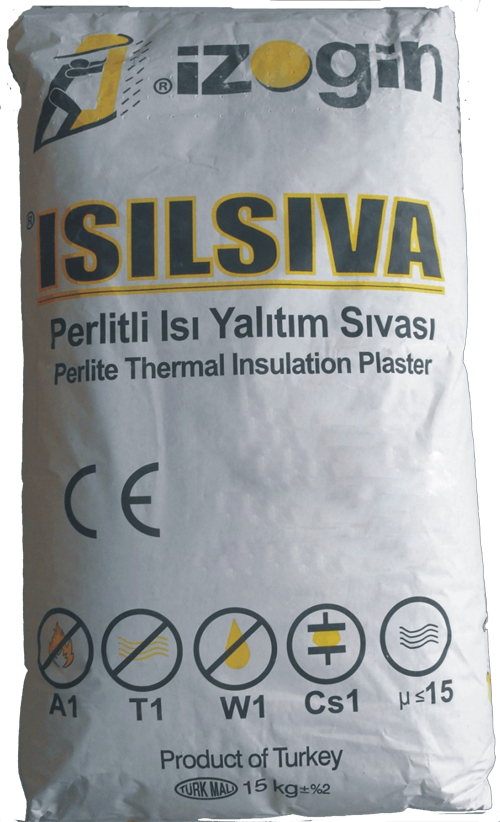 ® izogin
® ISILSIVA
Perlitli Isı Yalıtım Sıvası
Perlite Thermal Insulation Plaster
CE
A1 T1 W1 Cs1 μ≤15
Product of Turkey
TURK MALI 15 kg±%2